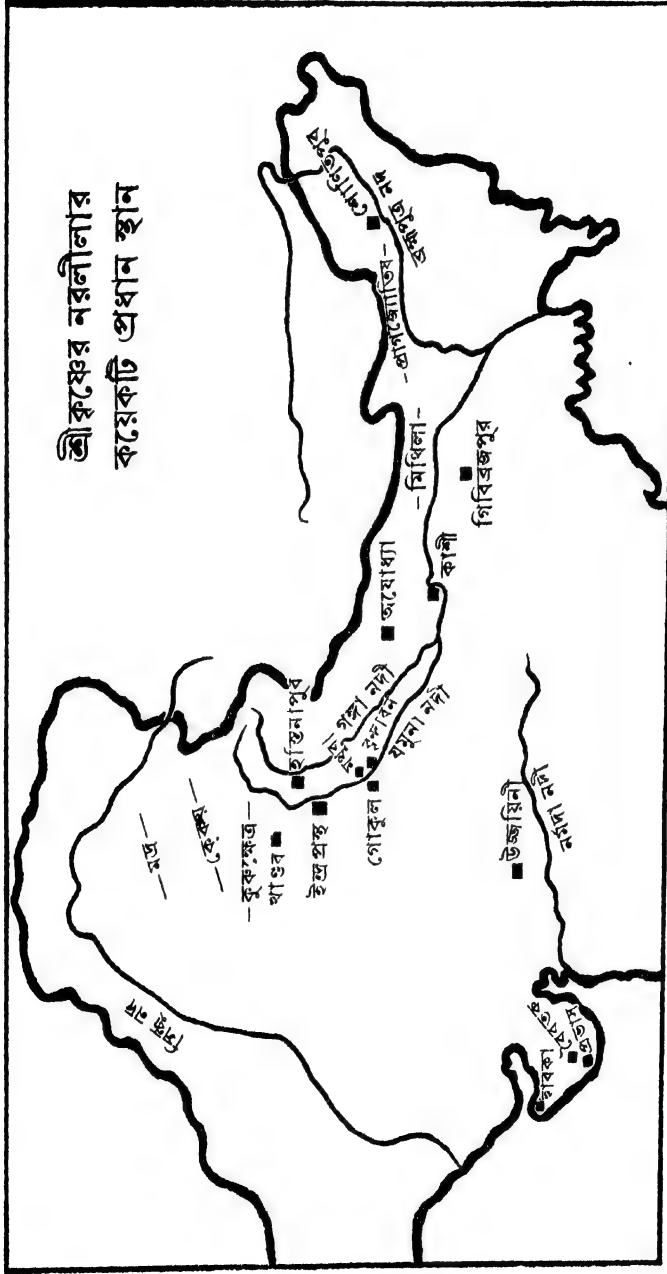 শ্রীকৃষ্ণের নরলীলার
কয়েকটি প্রধান স্থান
সিন্ধু নদ
—মদ্র—
—কেকয়—
—কুরুক্ষেত্র—
খাণ্ডব
হস্তিনাপুর
ইন্দ্রপ্রস্থ
গঙ্গা নদী
মথুরা
বৃন্দাবন
গোকুল
যমুনা নদী
অযোধ্যা
কাশী
—মিথিলা—
গিরিব্রজপুর
—প্রাগজ্যোতিষ—
শোণিতপুর
ব্রহ্মপুত্র নদ
উজ্জয়িনী
নর্মদা নদী
দ্বারকা
রৈবতক
প্রভাস